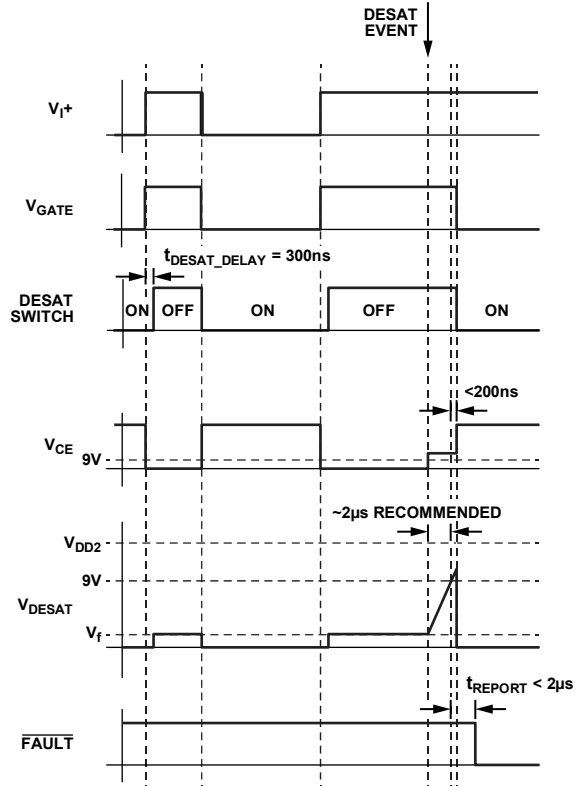 DESAT
EVENT
VI+
VGATE
tDESAT_DELAY = 300ns
DESAT
SWITCH
ON
OFF
ON
OFF
ON
<200ns
VCE
9V
~2µs RECOMMENDED
VDD2
9V
VDESAT
Vf
tREPORT < 2µs
FAULT